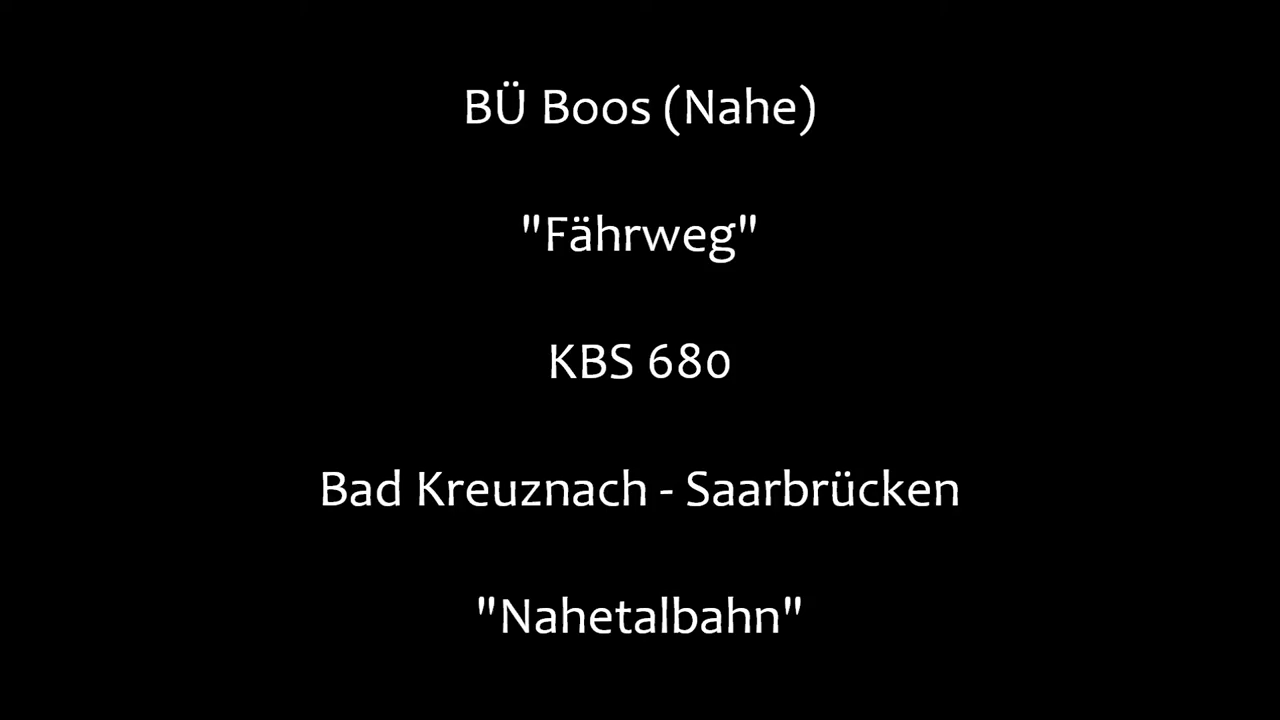 BÜ Boos (Nahe)
"Fährweg"
KBS 680
Bad Kreuznach - Saarbrücken
"Nahetalbahn"